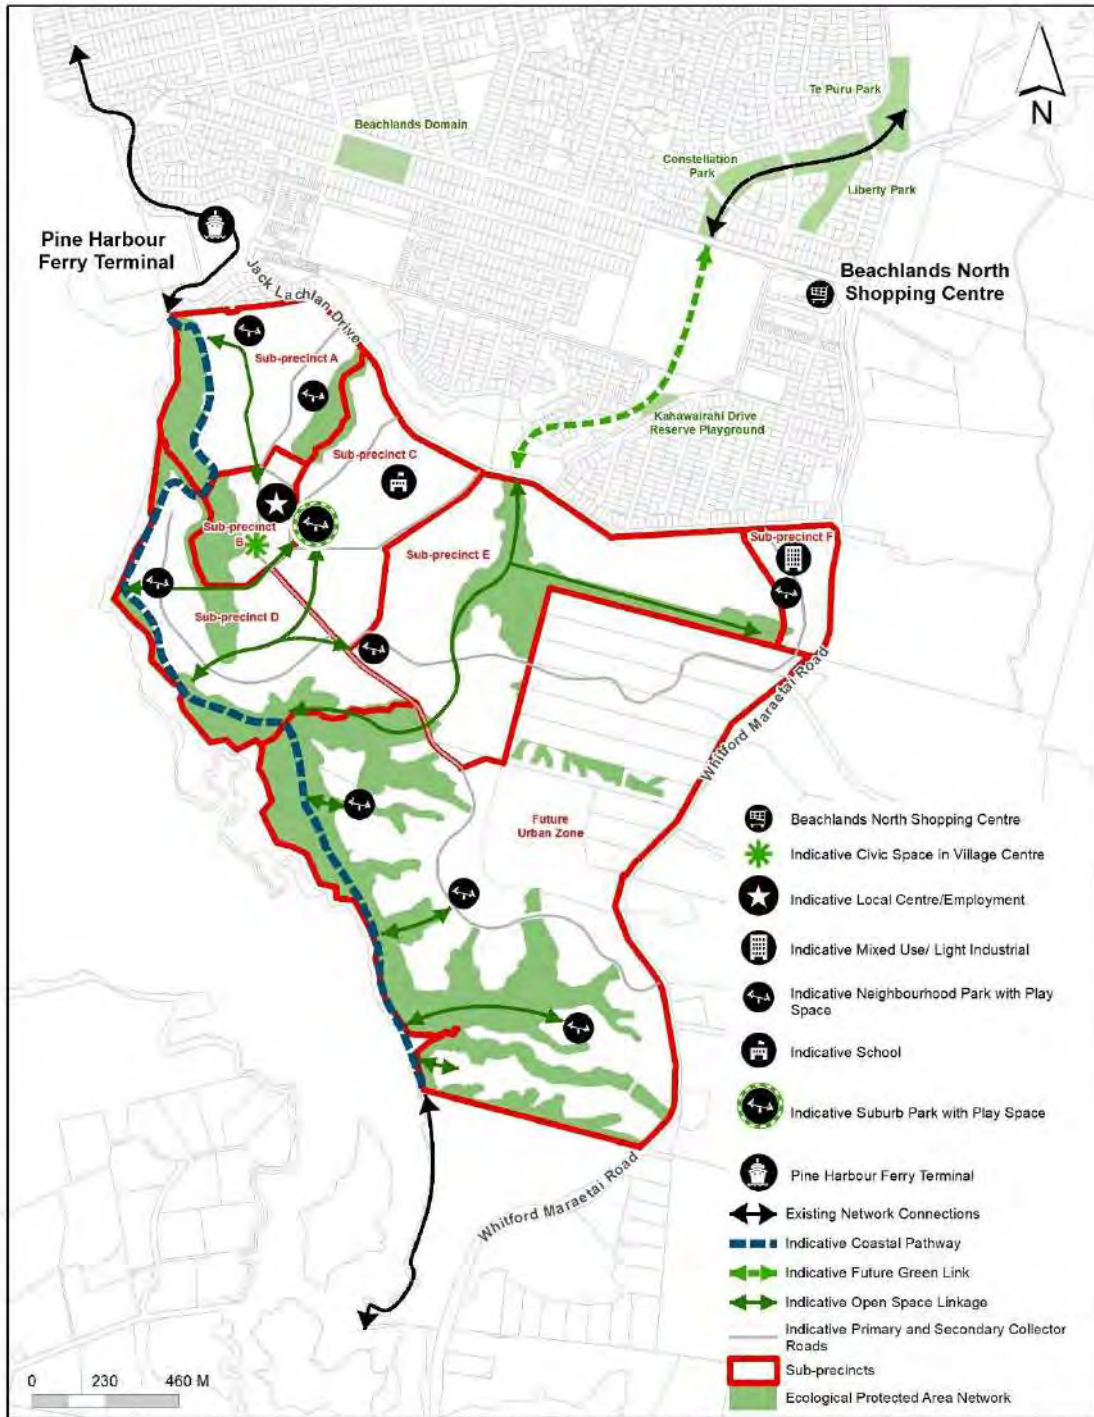 Te Puru Park
N
Beachlands Domain
Constellation
Park
Liberty Park
Pine Harbour
Ferry Terminal
Beachlands North
Shopping Centre
Jack Lachlan Drive
Sub-precinct A
Kahawairahi Drive
Reserve Playground
Sub-precinct C
Sub-precinct
B
Sub-precinct E
Sub-precinct F
Sub-precinct D
Whitford Maraetai Road
Future
Urban Zone
Whitford Maraetai Road
Beachlands North Shopping Centre
Indicative Civic Space in Village Centre
Indicative Local Centre/Employment
Indicative Mixed Use/ Light Industrial
Indicative Neighbourhood Park with Play
Space
Indicative School
Indicative Suburb Park with Play Space
Pine Harbour Ferry Terminal
Existing Network Connections
Indicative Coastal Pathway
Indicative Future Green Link
Indicative Open Space Linkage
Indicative Primary and Secondary Collector
Roads
Sub-precincts
Ecological Protected Area Network
0 230 460 M